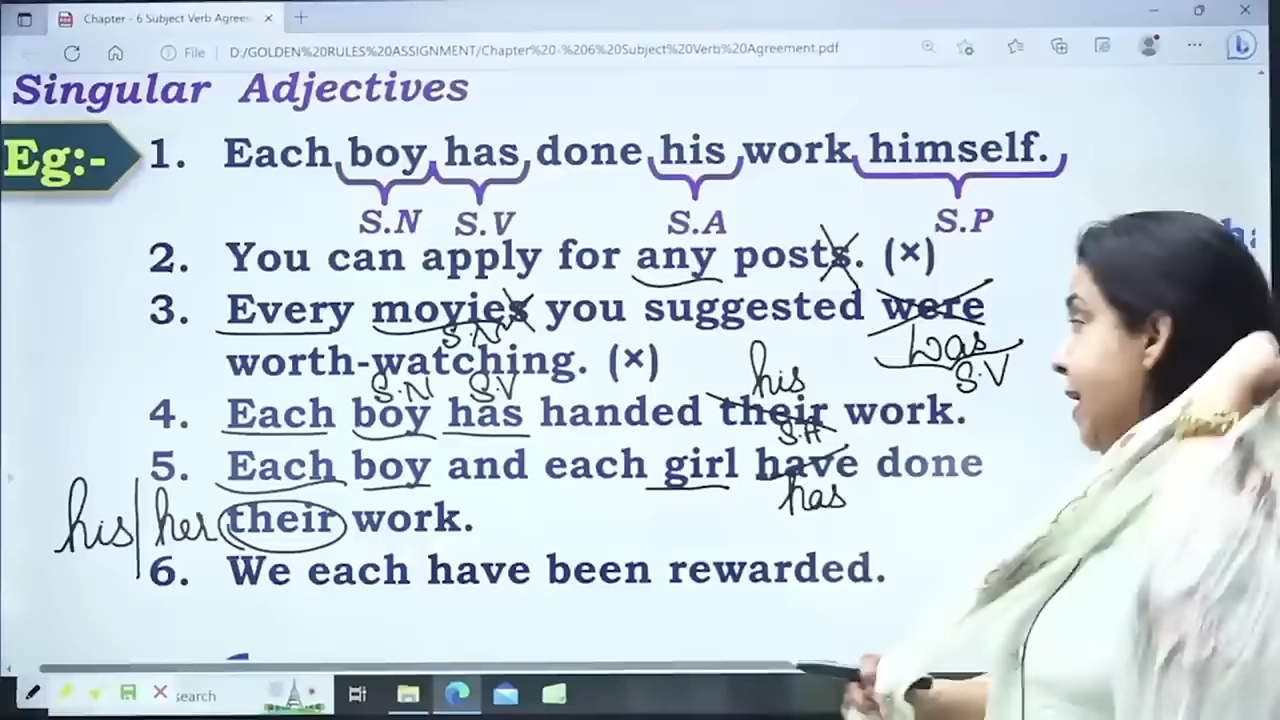 Chapter - 6 Subject Verb Agree
File | D:/GOLDEN%20RULES%20ASSIGNMENT/Chapter%20-%206%20Subject%20Verb%20Agreement.pdf
Singular Adjectives
Eg:- 1. Each boy has done his work himself.
S.N S.V S.A S.P
2. You can apply for any posts. (×)
3. Every movies you suggested were
S.N was
worth-watching. (×) S.V
S.N S.V his
4. Each boy has handed their work.
S.A
5. Each boy and each girl have done
has
his/her their work.
6. We each have been rewarded.
search